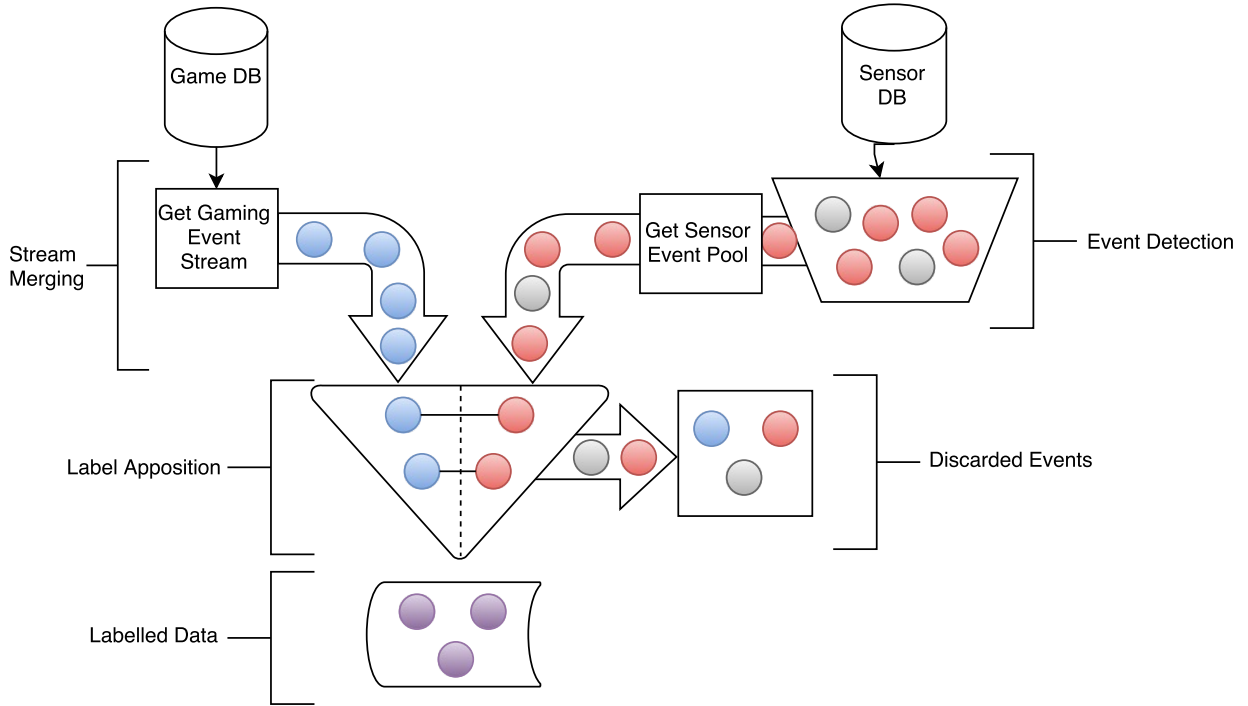 Game DB
Sensor
DB
Get Gaming
Event
Stream
Get Sensor
Event Pool
Stream
Merging
Event Detection
Label Apposition
Discarded Events
Labelled Data